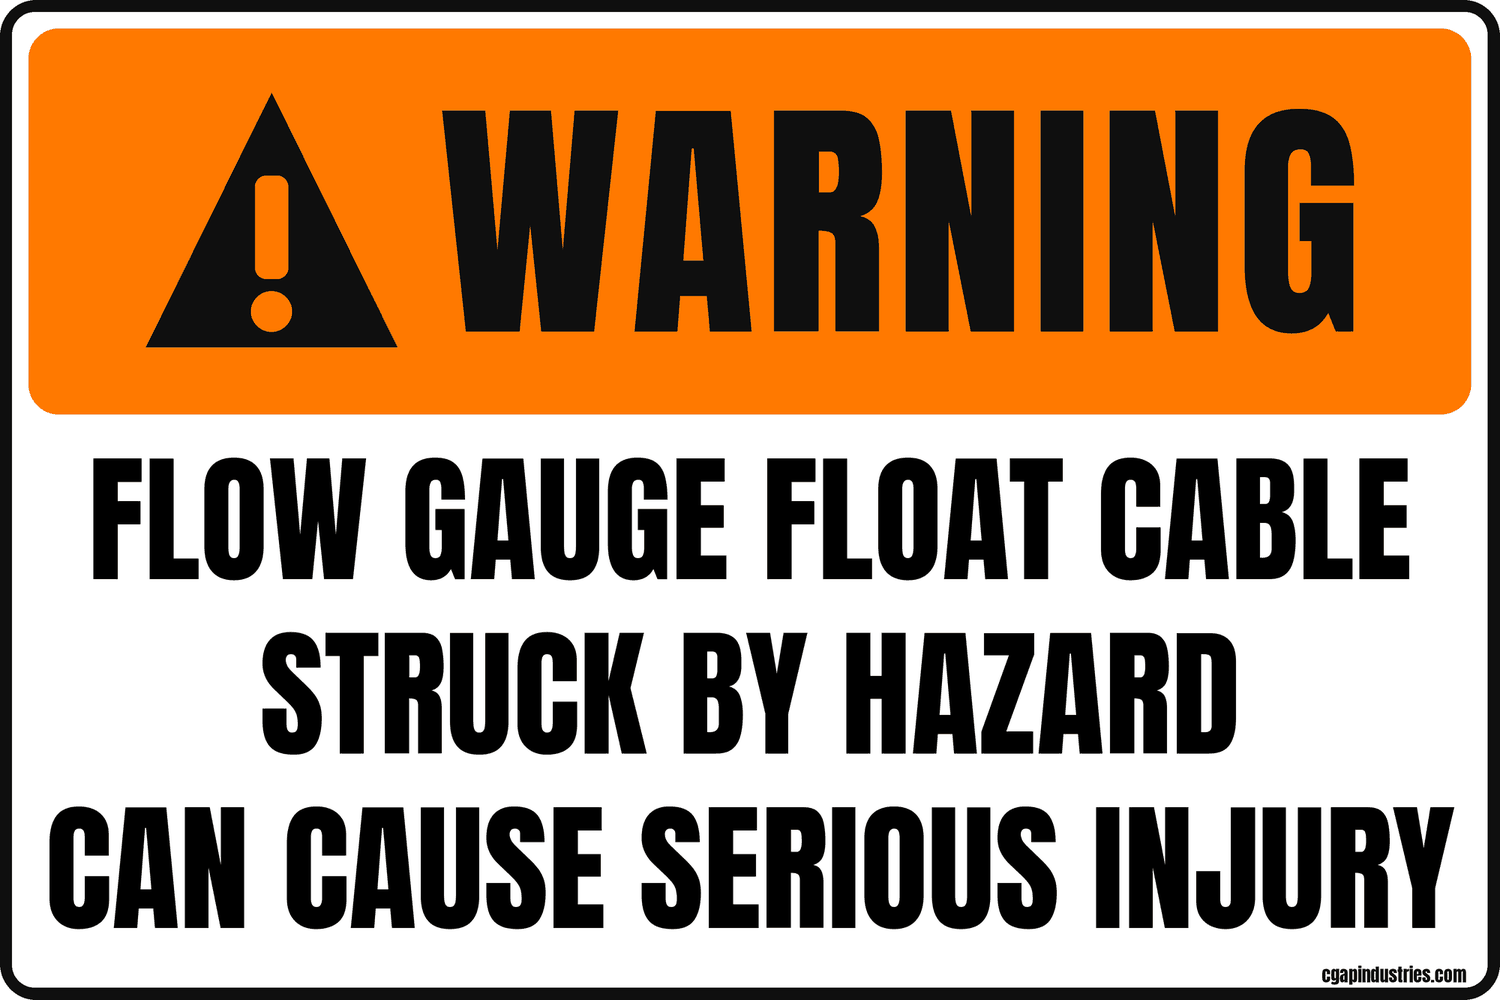 WARNING
FLOW GAUGE FLOAT CABLE
STRUCK BY HAZARD
CAN CAUSE SERIOUS INJURY
cgapindustries.com